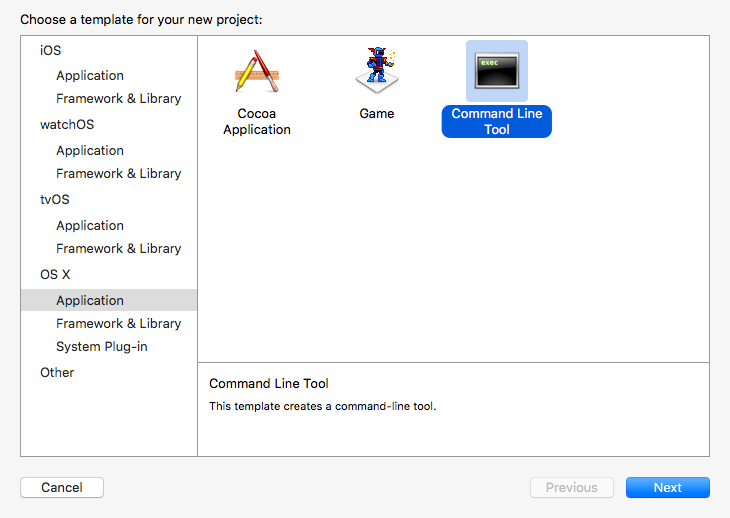 Choose a template for your new project:
iOS
Application
Framework & Library
watchOS
Application
Framework & Library
tvOS
Application
Framework & Library
OS X
Application
Framework & Library
System Plug-in
Other
Cocoa
Application
Game
exec
Command Line
Tool
Command Line Tool
This template creates a command-line tool.
Cancel
Previous
Next